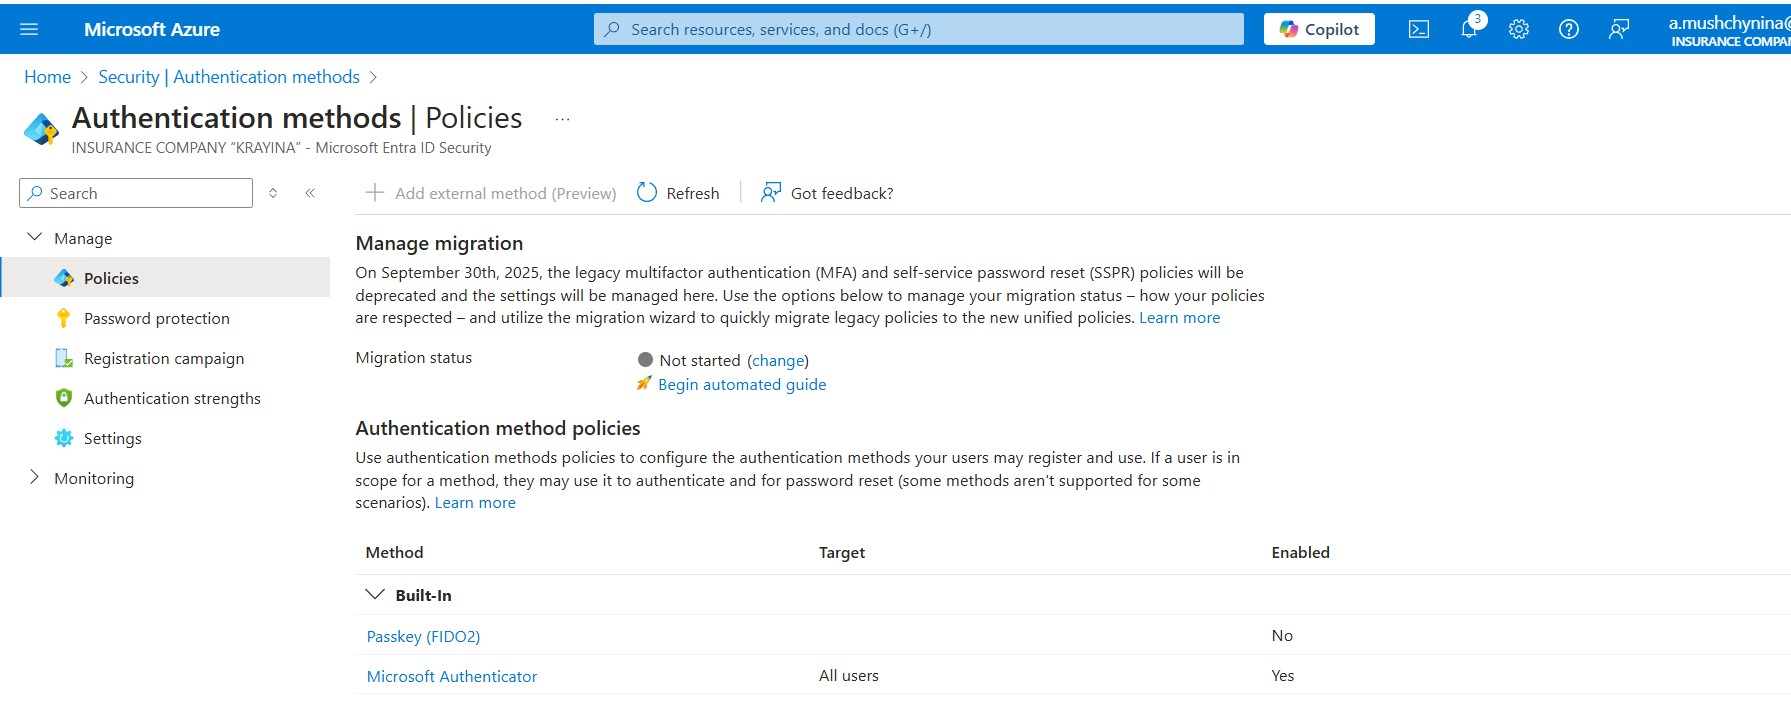 Microsoft Azure
Search resources, services, and docs (G+/)
Copilot
3
a.mushchynina@
INSURANCE COMPAN
Home > Security | Authentication methods >
Authentication methods | Policies ...
INSURANCE COMPANY “KRAYINA” - Microsoft Entra ID Security
Search
Add external method (Preview)
Refresh
Got feedback?
Manage
Policies
Password protection
Registration campaign
Authentication strengths
Settings
Monitoring
Manage migration
On September 30th, 2025, the legacy multifactor authentication (MFA) and self-service password reset (SSPR) policies will be
deprecated and the settings will be managed here. Use the options below to manage your migration status – how your policies
are respected – and utilize the migration wizard to quickly migrate legacy policies to the new unified policies. Learn more
Migration status
Not started (change)
Begin automated guide
Authentication method policies
Use authentication methods policies to configure the authentication methods your users may register and use. If a user is in
scope for a method, they may use it to authenticate and for password reset (some methods aren't supported for some
scenarios). Learn more
Method Target Enabled
Built-In
Passkey (FIDO2) No
Microsoft Authenticator All users Yes